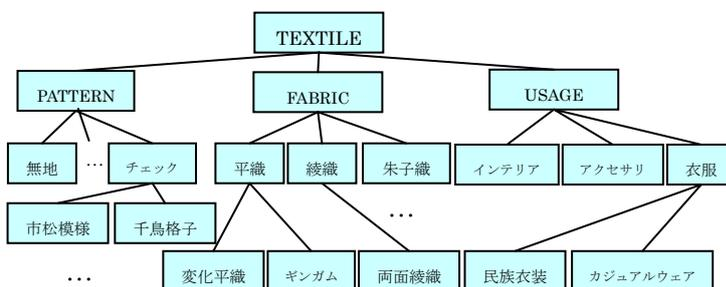 TEXTILE
PATTERN
FABRIC
USAGE
無地
…
チェック
平織
綾織
朱子織
インテリア
アクセサリ
衣服
市松模様
千鳥格子
…
…
変化平織
ギンガム
両面綾織
民族衣装
カジュアルウェア